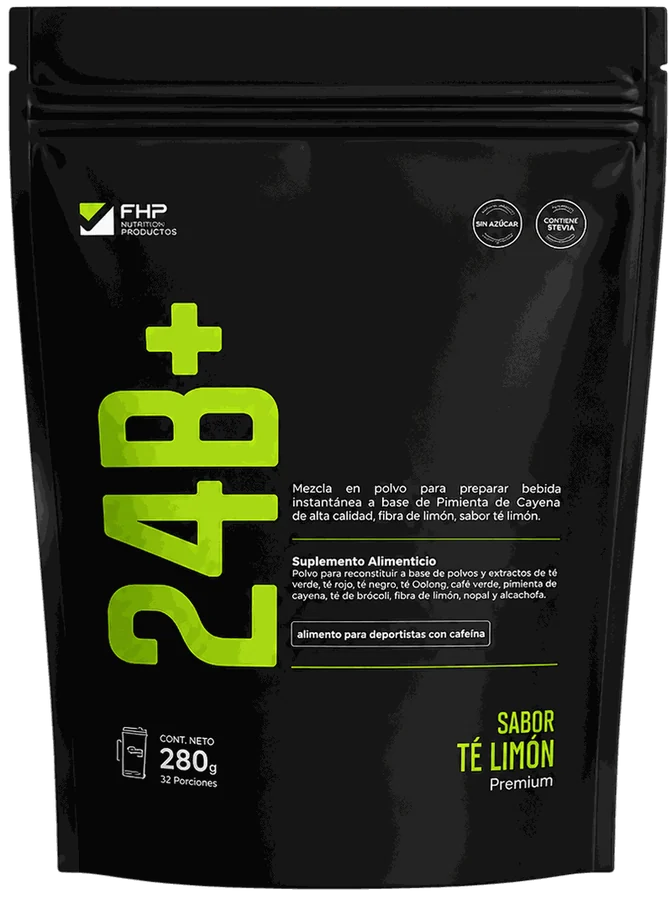 FHP
NUTRITION
PRODUCTOS
SIN AZÚCAR
CONTIENE
STEVIA
24B+
Mezcla en polvo para preparar bebida
instantánea a base de Pimienta de Cayena
de alta calidad, fibra de limón, sabor té limón.
Suplemento Alimenticio
Polvo para reconstituir a base de polvos y extractos de té
verde, té rojo, té negro, té Oolong, café verde, pimienta de
cayena, té de brócoli, fibra de limón, nopal y alcachofa.
alimento para deportistas con cafeína
CONT. NETO
280g
32 Porciones
SABOR
TÉ LIMÓN
Premium